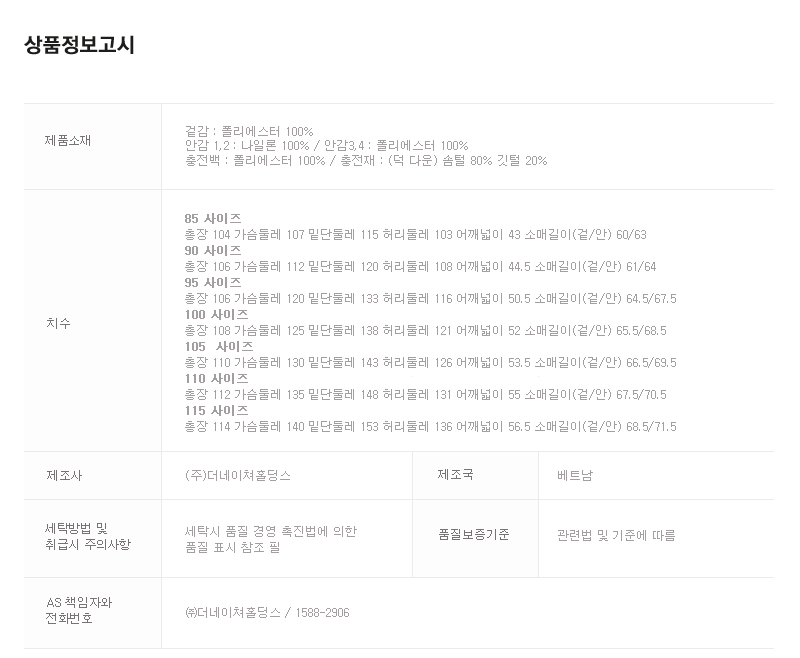 상품정보고시
제품소재
겉감 : 폴리에스터 100%
안감 1,2 : 나일론 100% / 안감3,4 : 폴리에스터 100%
충전백 : 폴리에스터 100% / 충전재 : (덕 다운) 솜털 80% 깃털 20%
치수
85 사이즈
총장 104 가슴둘레 107 밑단둘레 115 허리둘레 103 어깨넓이 43 소매길이(겉/안) 60/63
90 사이즈
총장 106 가슴둘레 112 밑단둘레 120 허리둘레 108 어깨넓이 44.5 소매길이(겉/안) 61/64
95 사이즈
총장 106 가슴둘레 120 밑단둘레 133 허리둘레 116 어깨넓이 50.5 소매길이(겉/안) 64.5/67.5
100 사이즈
총장 108 가슴둘레 125 밑단둘레 138 허리둘레 121 어깨넓이 52 소매길이(겉/안) 65.5/68.5
105 사이즈
총장 110 가슴둘레 130 밑단둘레 143 허리둘레 126 어깨넓이 53.5 소매길이(겉/안) 66.5/69.5
110 사이즈
총장 112 가슴둘레 135 밑단둘레 148 허리둘레 131 어깨넓이 55 소매길이(겉/안) 67.5/70.5
115 사이즈
총장 114 가슴둘레 140 밑단둘레 153 허리둘레 136 어깨넓이 56.5 소매길이(겉/안) 68.5/71.5
제조사
(주)더네이쳐홀딩스
제조국
베트남
세탁방법 및
취급시 주의사항
세탁시 품질 경영 촉진법에 의한
품질 표시 참조 필
품질보증기준
관련법 및 기준에 따름
AS 책임자와
전화번호
㈜더네이쳐홀딩스 / 1588-2906